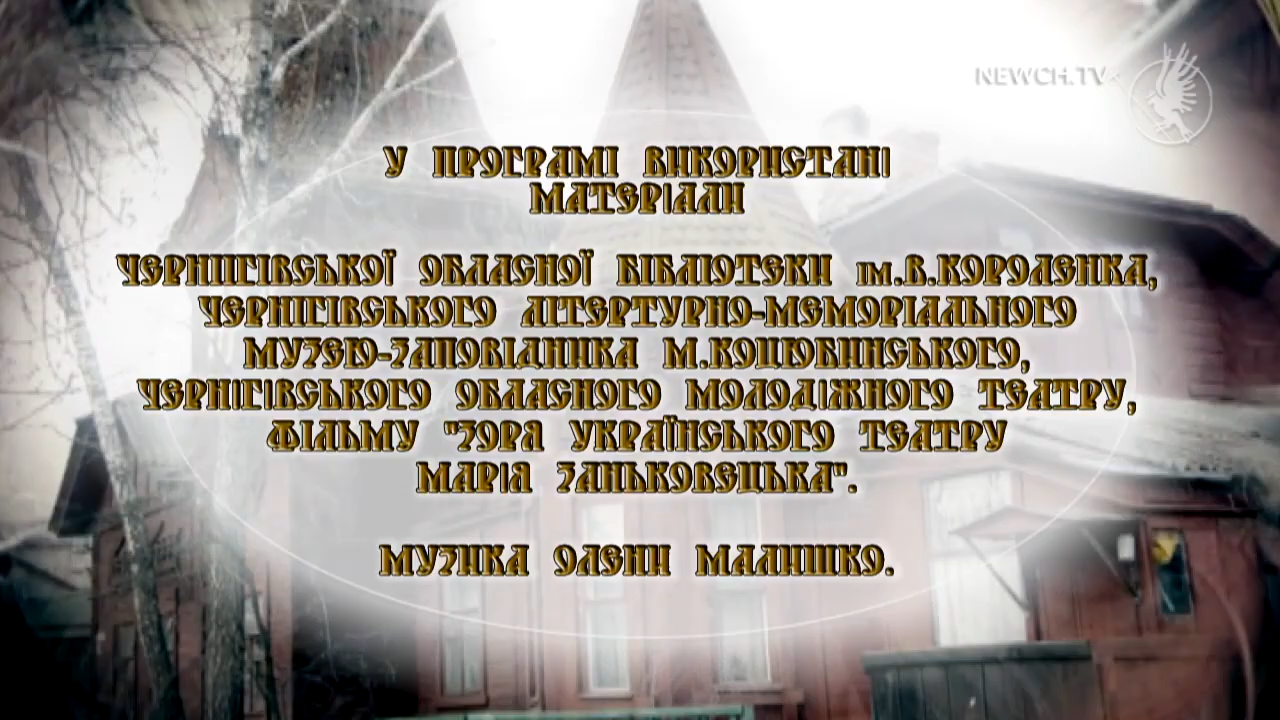 NEWCH.TV
У ПРОГРАМІ ВИКОРИСТАНІ
МАТЕРІАЛИ
ЧЕРНІГІВСЬКОЇ ОБЛАСНОЇ БІБЛІОТЕКИ ІМ.В.КОРОЛЕНКА,
ЧЕРНІГІВСЬКОГО ЛІТЕРТУРНО-МЕМОРІАЛЬНОГО
МУЗЕЮ-ЗАПОВІДНИКА М.КОЦЮБИНСЬКОГО,
ЧЕРНІГІВСЬКОГО ОБЛАСНОГО МОЛОДІЖНОГО ТЕАТРУ,
ФІЛЬМУ "ЗОРЯ УКРАЇНСЬКОГО ТЕАТРУ
МАРІЯ ЗАНЬКОВЕЦЬКА".
МУЗИКА ОЛЕНИ МАЛИШКО.